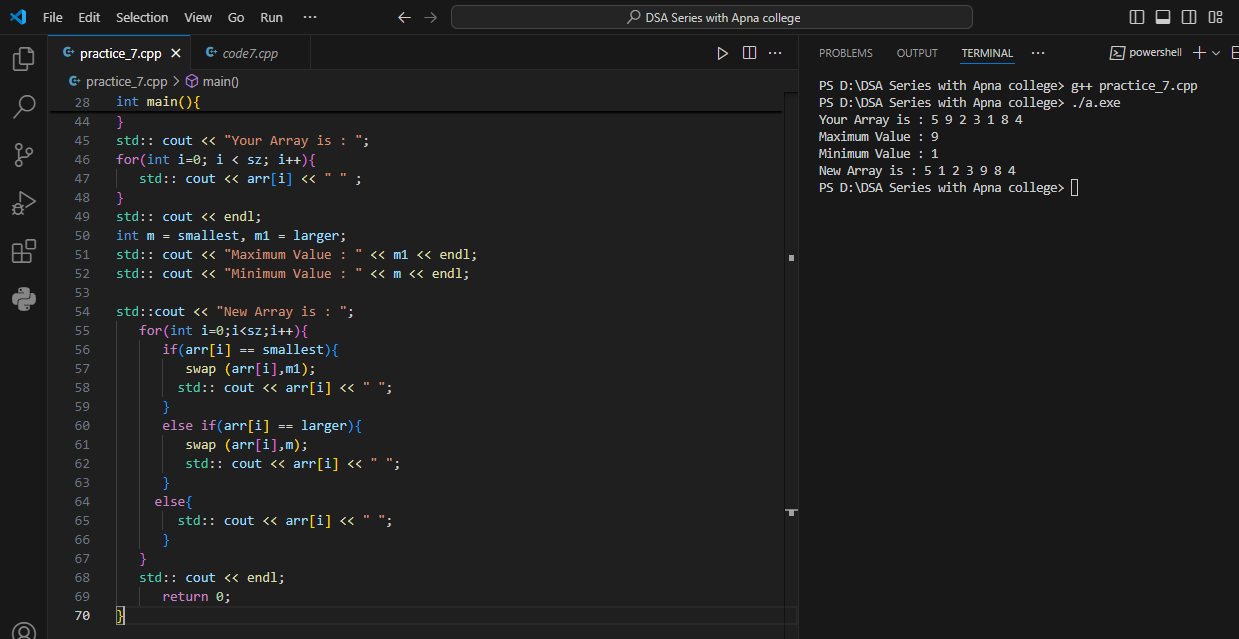 File Edit Selection View Go Run ··· DSA Series with Apna college
practice_7.cpp code7.cpp
practice_7.cpp > main()
28 int main(){
44 }
45 std:: cout << "Your Array is : ";
46 for(int i=0; i < sz; i++){
47 std:: cout << arr[i] << " " ;
48 }
49 std:: cout << endl;
50 int m = smallest, m1 = larger;
51 std:: cout << "Maximum Value : " << m1 << endl;
52 std:: cout << "Minimum Value : " << m << endl;
53
54 std::cout << "New Array is : ";
55 for(int i=0;i<sz;i++){
56 if(arr[i] == smallest){
57 swap (arr[i],m1);
58 std:: cout << arr[i] << " ";
59 }
60 else if(arr[i] == larger){
61 swap (arr[i],m);
62 std:: cout << arr[i] << " ";
63 }
64 else{
65 std:: cout << arr[i] << " ";
66 }
67 }
68 std:: cout << endl;
69 return 0;
70 }
PROBLEMS OUTPUT TERMINAL ··· powershell
PS D:\DSA Series with Apna college> g++ practice_7.cpp
PS D:\DSA Series with Apna college> ./a.exe
Your Array is : 5 9 2 3 1 8 4
Maximum Value : 9
Minimum Value : 1
New Array is : 5 1 2 3 9 8 4
PS D:\DSA Series with Apna college>